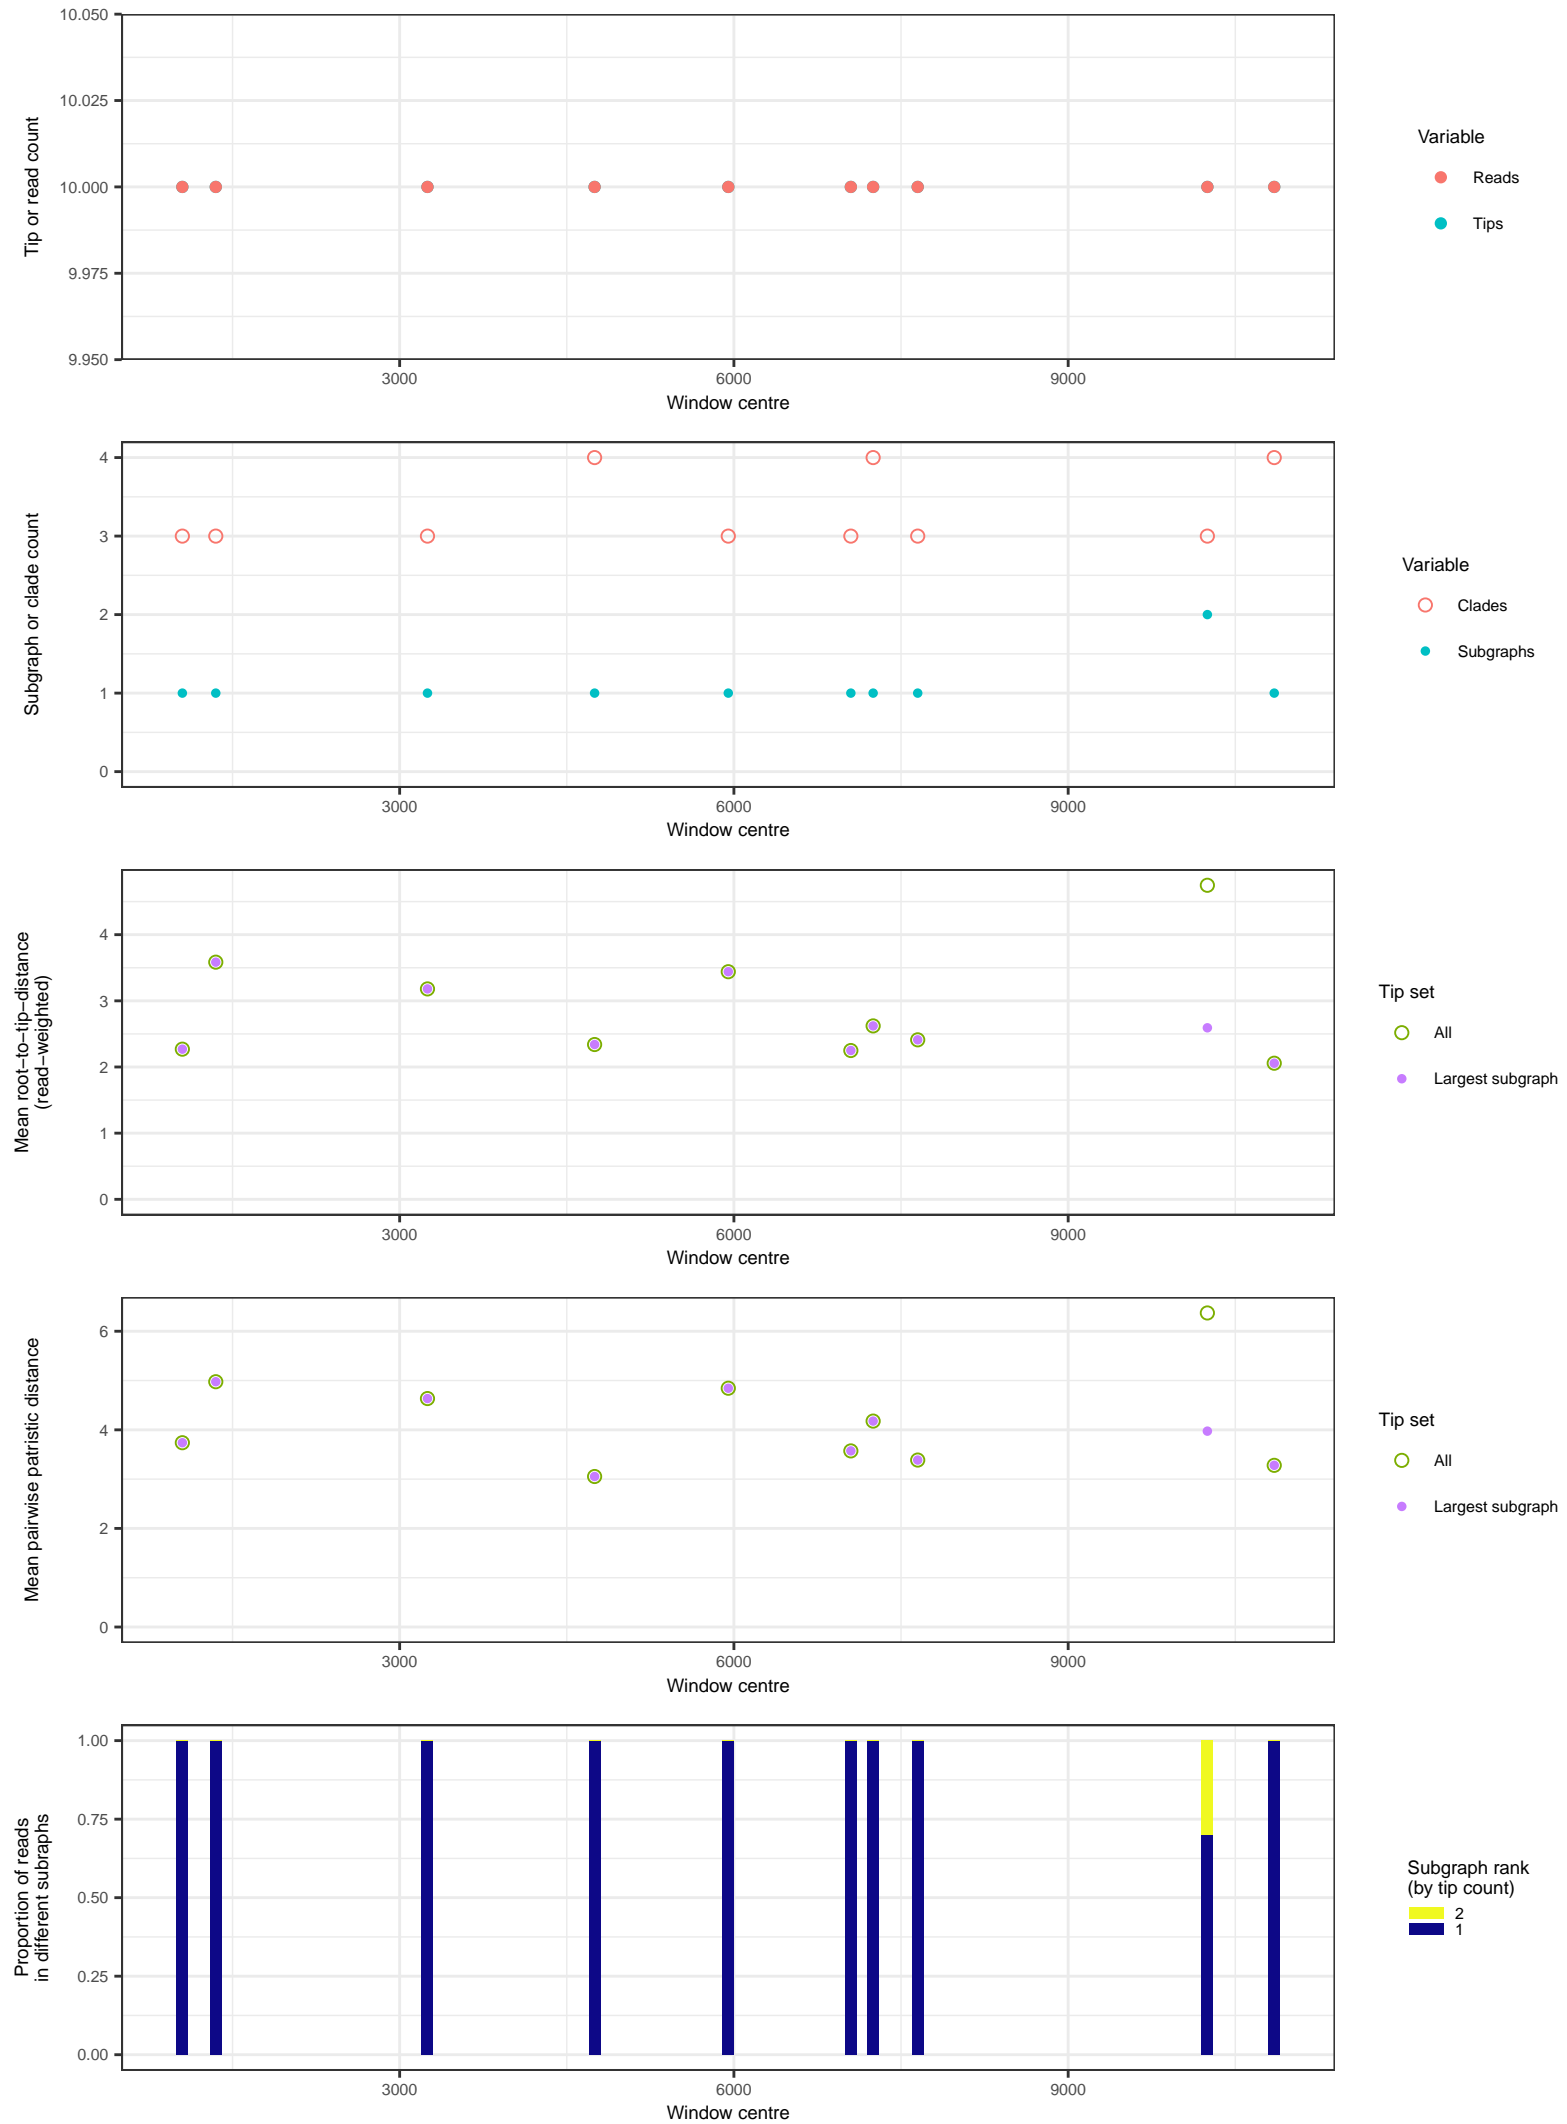 10.050
10.025
10.000
9.975
9.950
Tip or read count
3000
6000
9000
Window centre
Variable
Reads
Tips
4
3
2
1
0
Subgraph or clade count
3000
6000
9000
Window centre
Variable
Clades
Subgraphs
4
3
2
1
0
Mean root−to−tip−distance
(read−weighted)
3000
6000
9000
Window centre
Tip set
All
Largest subgraph
6
4
2
0
Mean pairwise patristic distance
3000
6000
9000
Window centre
Tip set
All
Largest subgraph
1.00
0.75
0.50
0.25
0.00
Proportion of reads
in different subraphs
3000
6000
9000
Window centre
Subgraph rank
(by tip count)
2
1